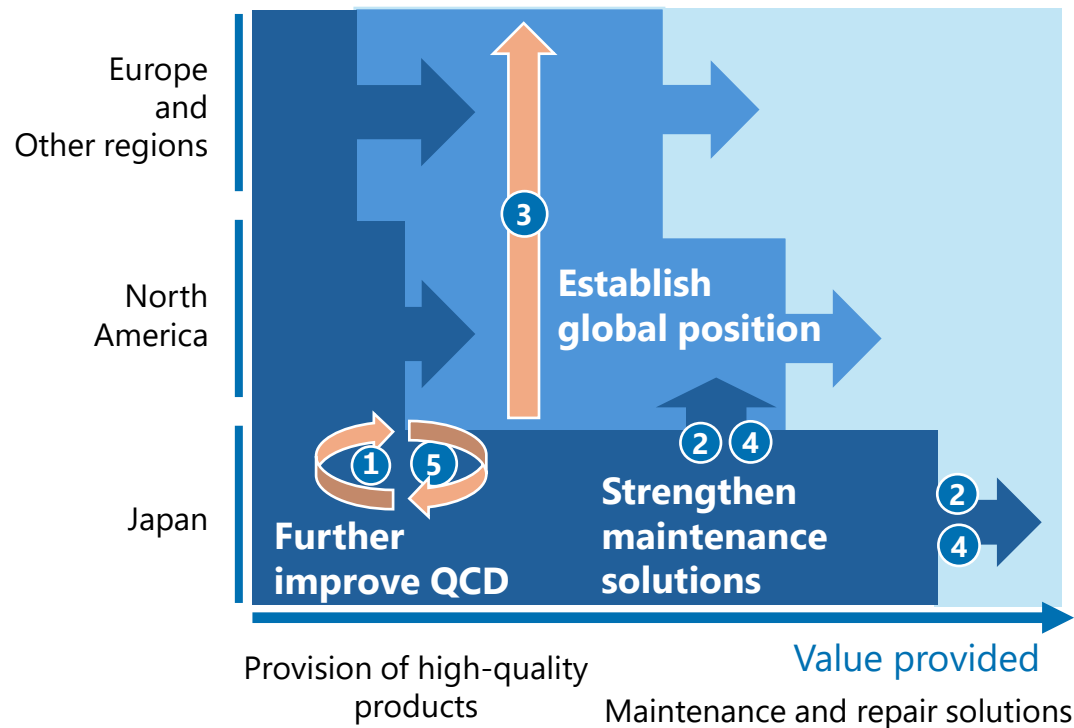 Europe
and
Other regions
3
Establish
global position
North
America
2 4
1 5
Strengthen
maintenance
solutions
2
4
Japan
Further
improve QCD
Value provided
Provision of high-quality
products
Maintenance and repair solutions